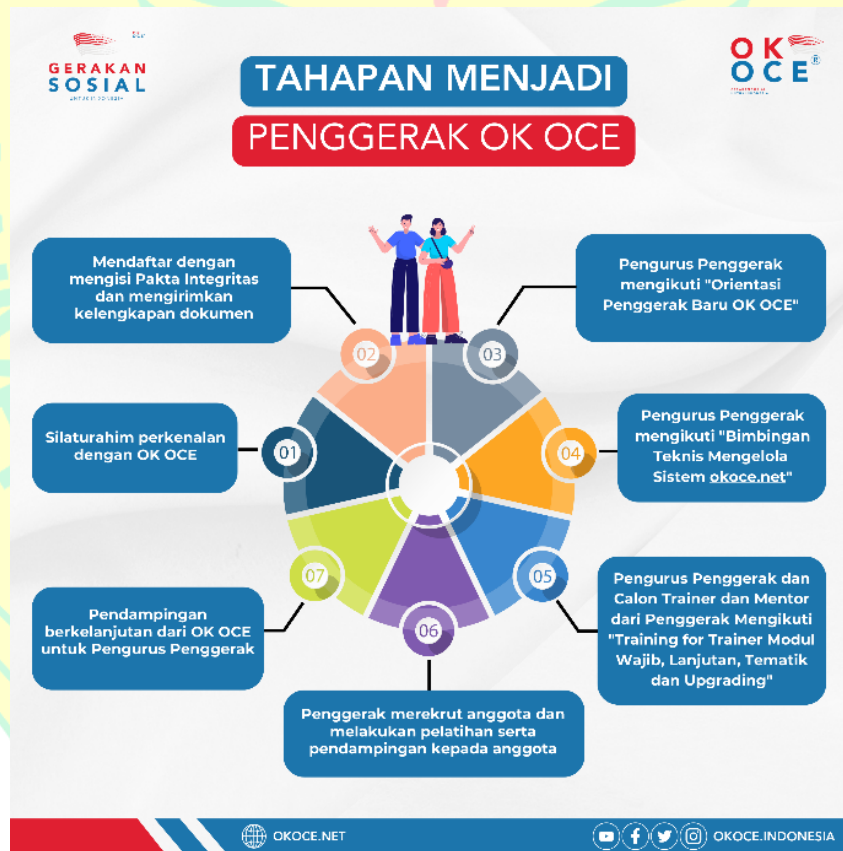 GERAKAN
SOSIAL
OK
OCE®
TAHAPAN MENJADI
PENGGERAK OK OCE
Silaturahim perkenalan
dengan OK OCE
01
Mendaftar dengan
mengisi Pakta Integritas
dan mengirimkan
kelengkapan dokumen
02
Pengurus Penggerak
mengikuti "Orientasi
Penggerak Baru OK OCE"
03
Pengurus Penggerak
mengikuti "Bimbingan
Teknis Mengelola
Sistem okoce.net"
04
Pengurus Penggerak dan
Calon Trainer dan Mentor
dari Penggerak Mengikuti
"Training for Trainer Modul
Wajib, Lanjutan, Tematik
dan Upgrading"
05
Penggerak merekrut anggota dan
melakukan pelatihan serta
pendampingan kepada anggota
06
Pendampingan
berkelanjutan dari OK OCE
untuk Pengurus Penggerak
07
OKOCE.NET
OKOCE.INDONESIA